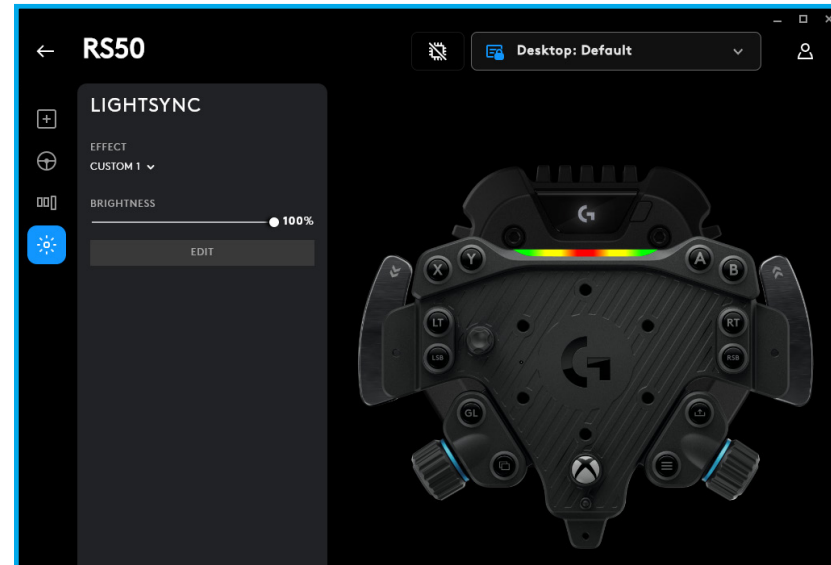 RS50
Desktop: Default
LIGHTSYNC
EFFECT
CUSTOM 1
BRIGHTNESS
100%
EDIT
X
Y
A
B
LT
RT
LSB
RSB
GL